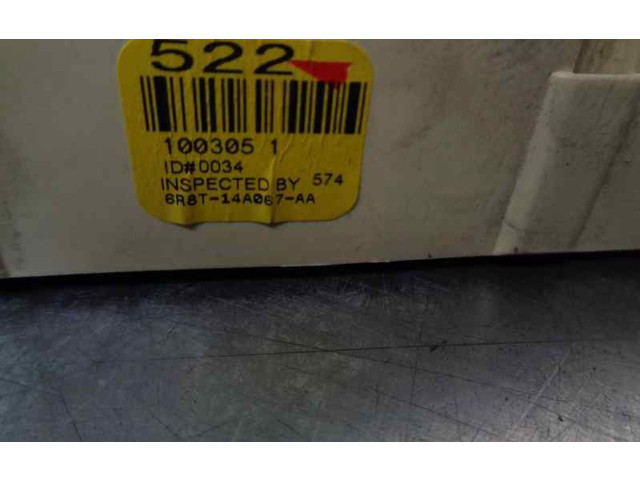 522
100305 1
ID#0034
INSPECTED BY 574
6R8T-14A067-AA